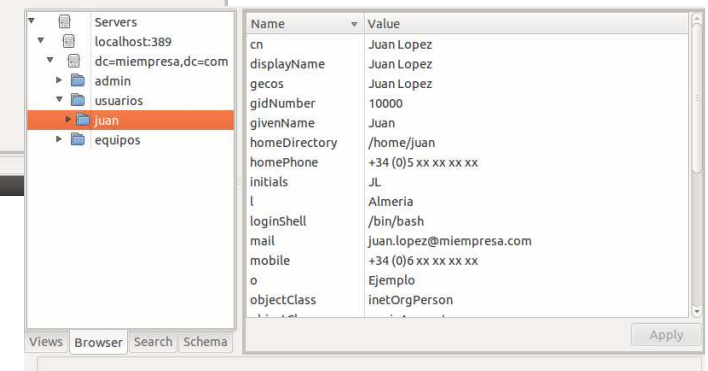 Servers
localhost:389
dc=miempresa,dc=com
admin
usuarios
juan
equipos
Views Browser Search Schema
Name Value
cn Juan Lopez
displayName Juan Lopez
gecos Juan Lopez
gidNumber 10000
givenName Juan
homeDirectory /home/juan
homePhone +34 (0)5 xx xx xx xx
initials JL
l Almeria
loginShell /bin/bash
mail juan.lopez@miempresa.com
mobile +34 (0)6 xx xx xx xx
o Ejemplo
objectClass inetOrgPerson
Apply